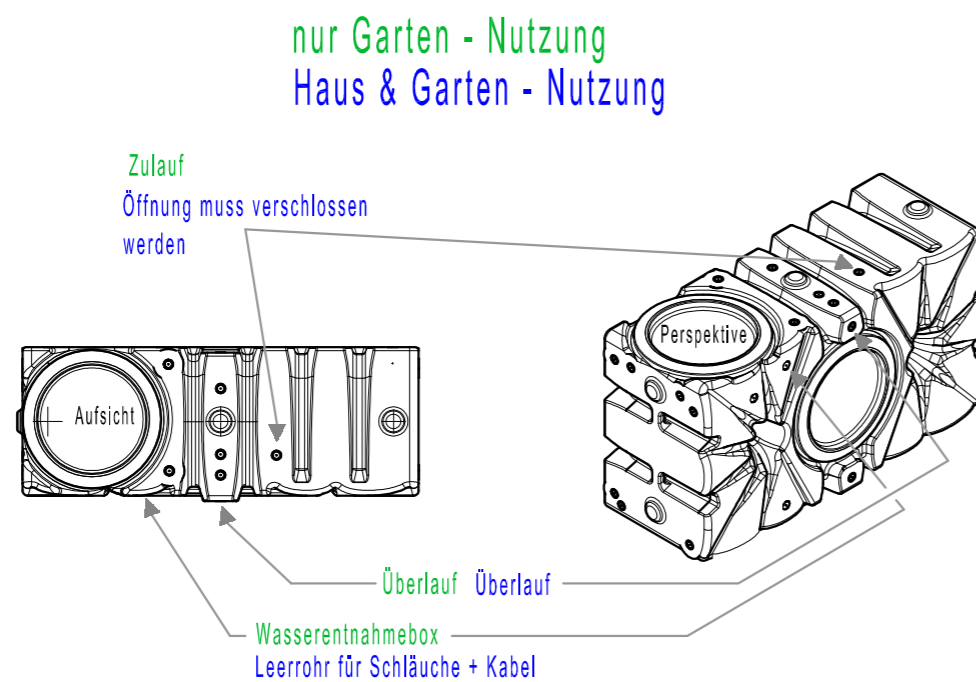 nur Garten - Nutzung
Haus & Garten - Nutzung
Zulauf
Öffnung muss verschlossen
werden
Perspektive
Aufsicht
Überlauf Überlauf
Wasserentnahmebox
Leerrohr für Schläuche + Kabel